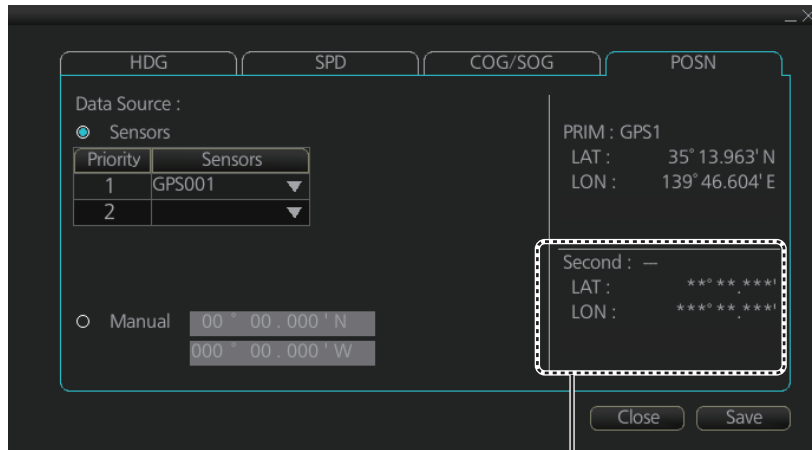 HDG SPD COG/SOG POSN
Data Source :
Sensors
Priority Sensors
1 GPS001
2
Manual 00 ° 00 . 000 ' N
000 ° 00 . 000 ' W
PRIM : GPS1
LAT : 35° 13.963' N
LON : 139° 46.604' E
Second : —
LAT : **° **.***'
LON : ***° **.***'
Close Save